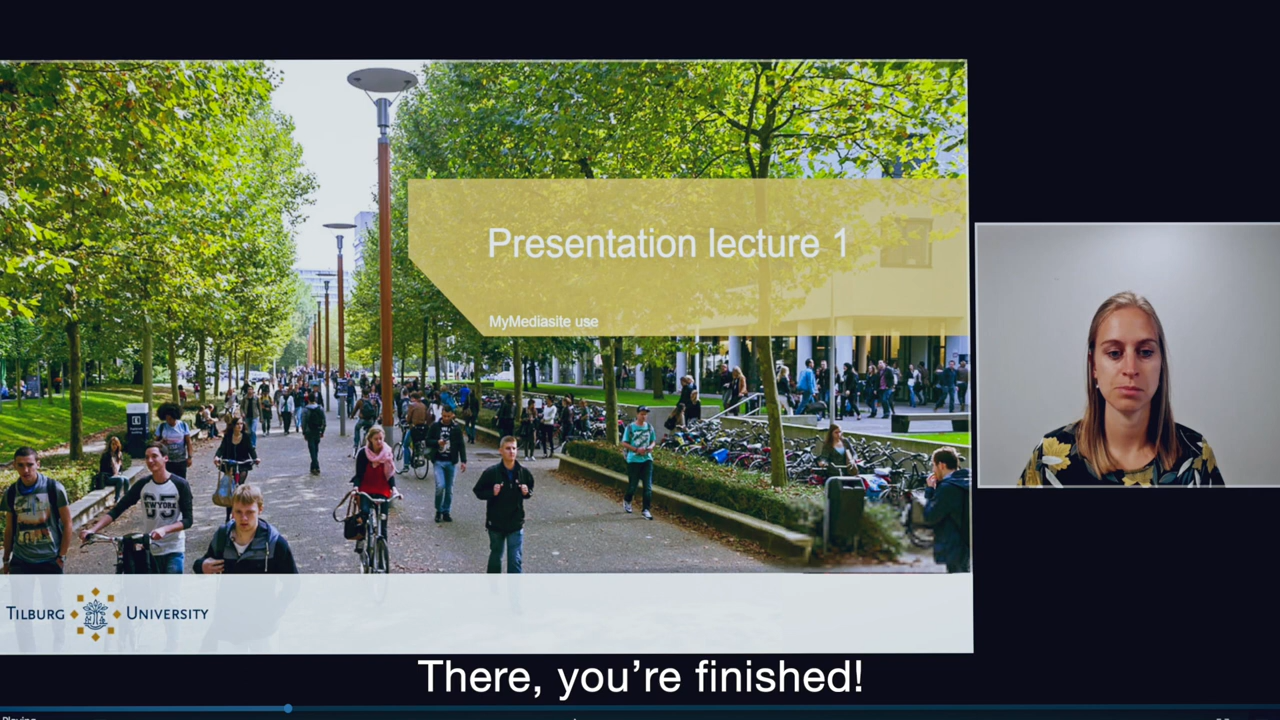 Presentation lecture 1
MyMediasite use
TILBURG UNIVERSITY
There, you're finished!